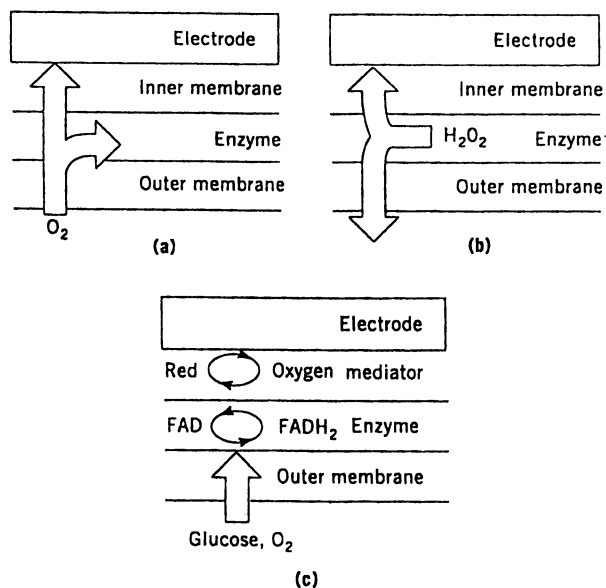 Electrode
Inner membrane
Enzyme
Outer membrane
O₂
(a)
Electrode
Inner membrane
H₂O₂ Enzyme
Outer membrane
(b)
Electrode
Red Oxygen mediator
FAD FADH₂ Enzyme
Outer membrane
Glucose, O₂
(c)